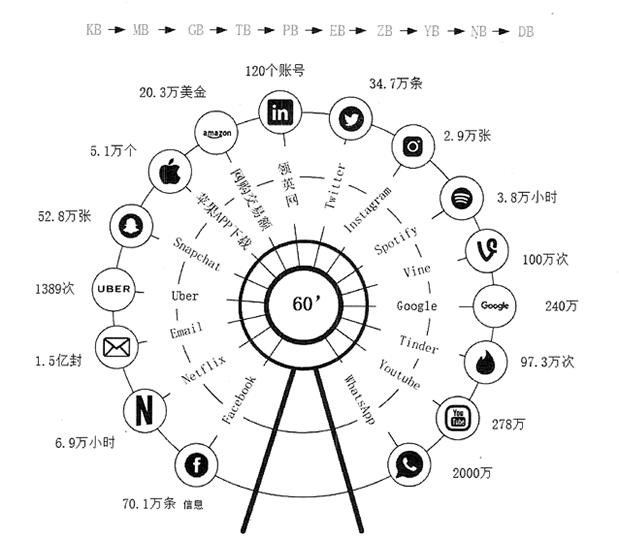 KB → MB → GB → TB → PB → EB → ZB → YB → NB → DB
120个账号
34.7万条
20.3万美金
2.9万张
5.1万个
3.8万小时
52.8万张
100万次
1389次
240万
1.5亿封
97.3万次
6.9万小时
278万
70.1万条 信息
2000万
in
amazon
UBER
N
Google
You
Tube
f
领英网
Twitter
Instagram
Spotify
Vine
Google
Tinder
Youtube
WhatsApp
Facebook
Netflix
Email
Uber
Snapchat
苹果APP下载
网购交易额
60'